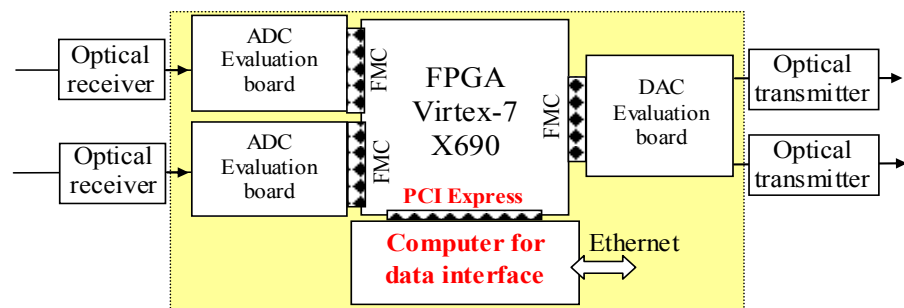 Optical
receiver
ADC
Evaluation
board
FMC
FPGA
Virtex-7
X690
FMC
DAC
Evaluation
board
Optical
transmitter
Optical
receiver
ADC
Evaluation
board
FMC
Optical
transmitter
PCI Express
Computer for
data interface
Ethernet